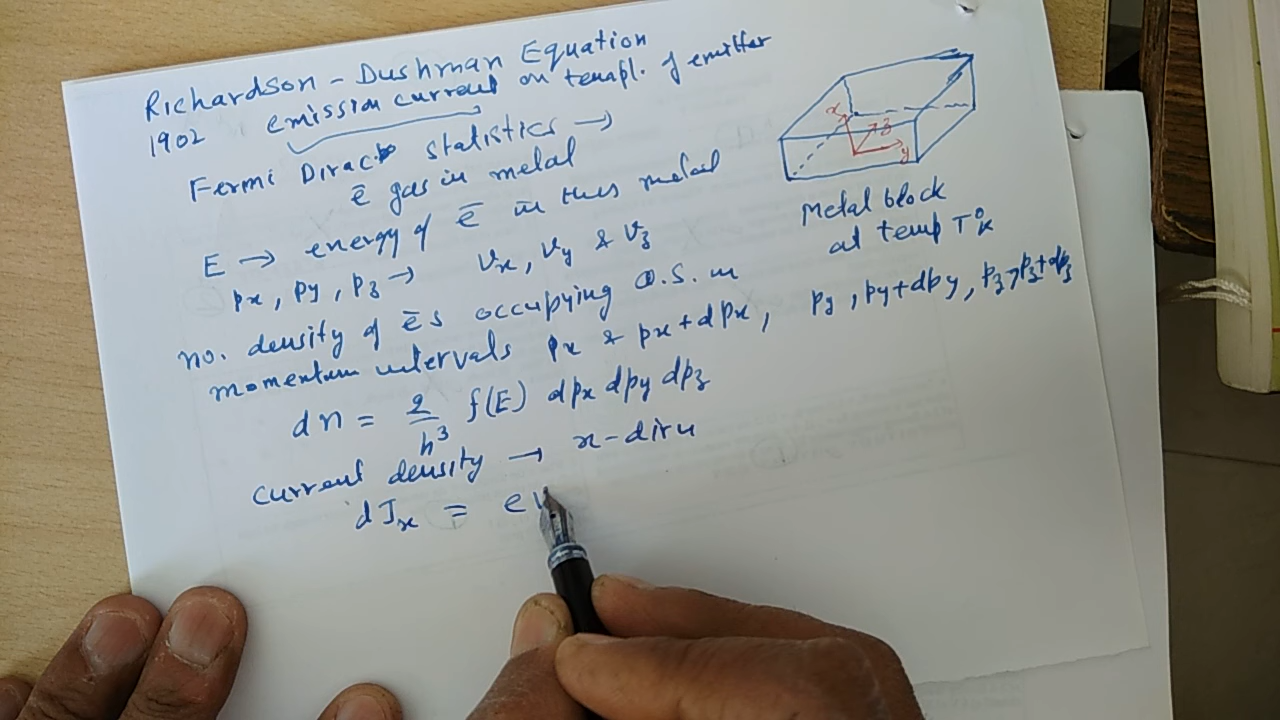 Richardson - Dushman Equation
1902 emission current on templ. of emitter
Fermi Dirac statistics →
ē gas in metal
E → energy of ē in this metal
px, py, pz → vx, vy & vz
no. density of ēs occupying Q.S. in
momentum intervals px & px+dpx, py, py+dpy, pz, pz+dpz
dn = 2/h³ f(E) dpx dpy dpz
Current density → x-dirn
dJx = e v
x
z
y
Metal block
at temp T°K